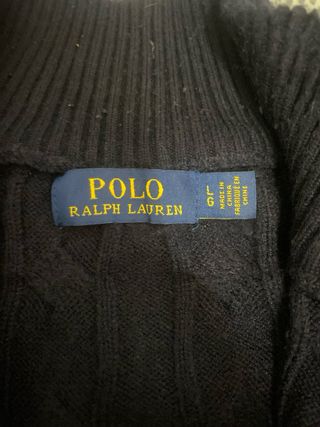 POLO
RALPH LAUREN
L
G
MADE IN
CHINA
FABRIQUÉ EN
CHINE